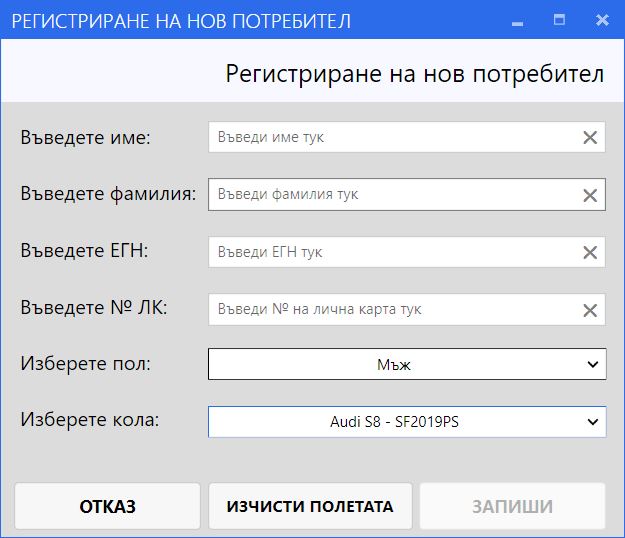 РЕГИСТРИРАНЕ НА НОВ ПОТРЕБИТЕЛ
Регистриране на нов потребител
Въведете име: Въведи име тук
Въведете фамилия: Въведи фамилия тук
Въведете ЕГН: Въведи ЕГН тук
Въведете № ЛК: Въведи № на лична карта тук
Изберете пол: Мъж
Изберете кола: Audi S8 - SF2019PS
ОТКАЗ ИЗЧИСТИ ПОЛЕТАТА ЗАПИШИ